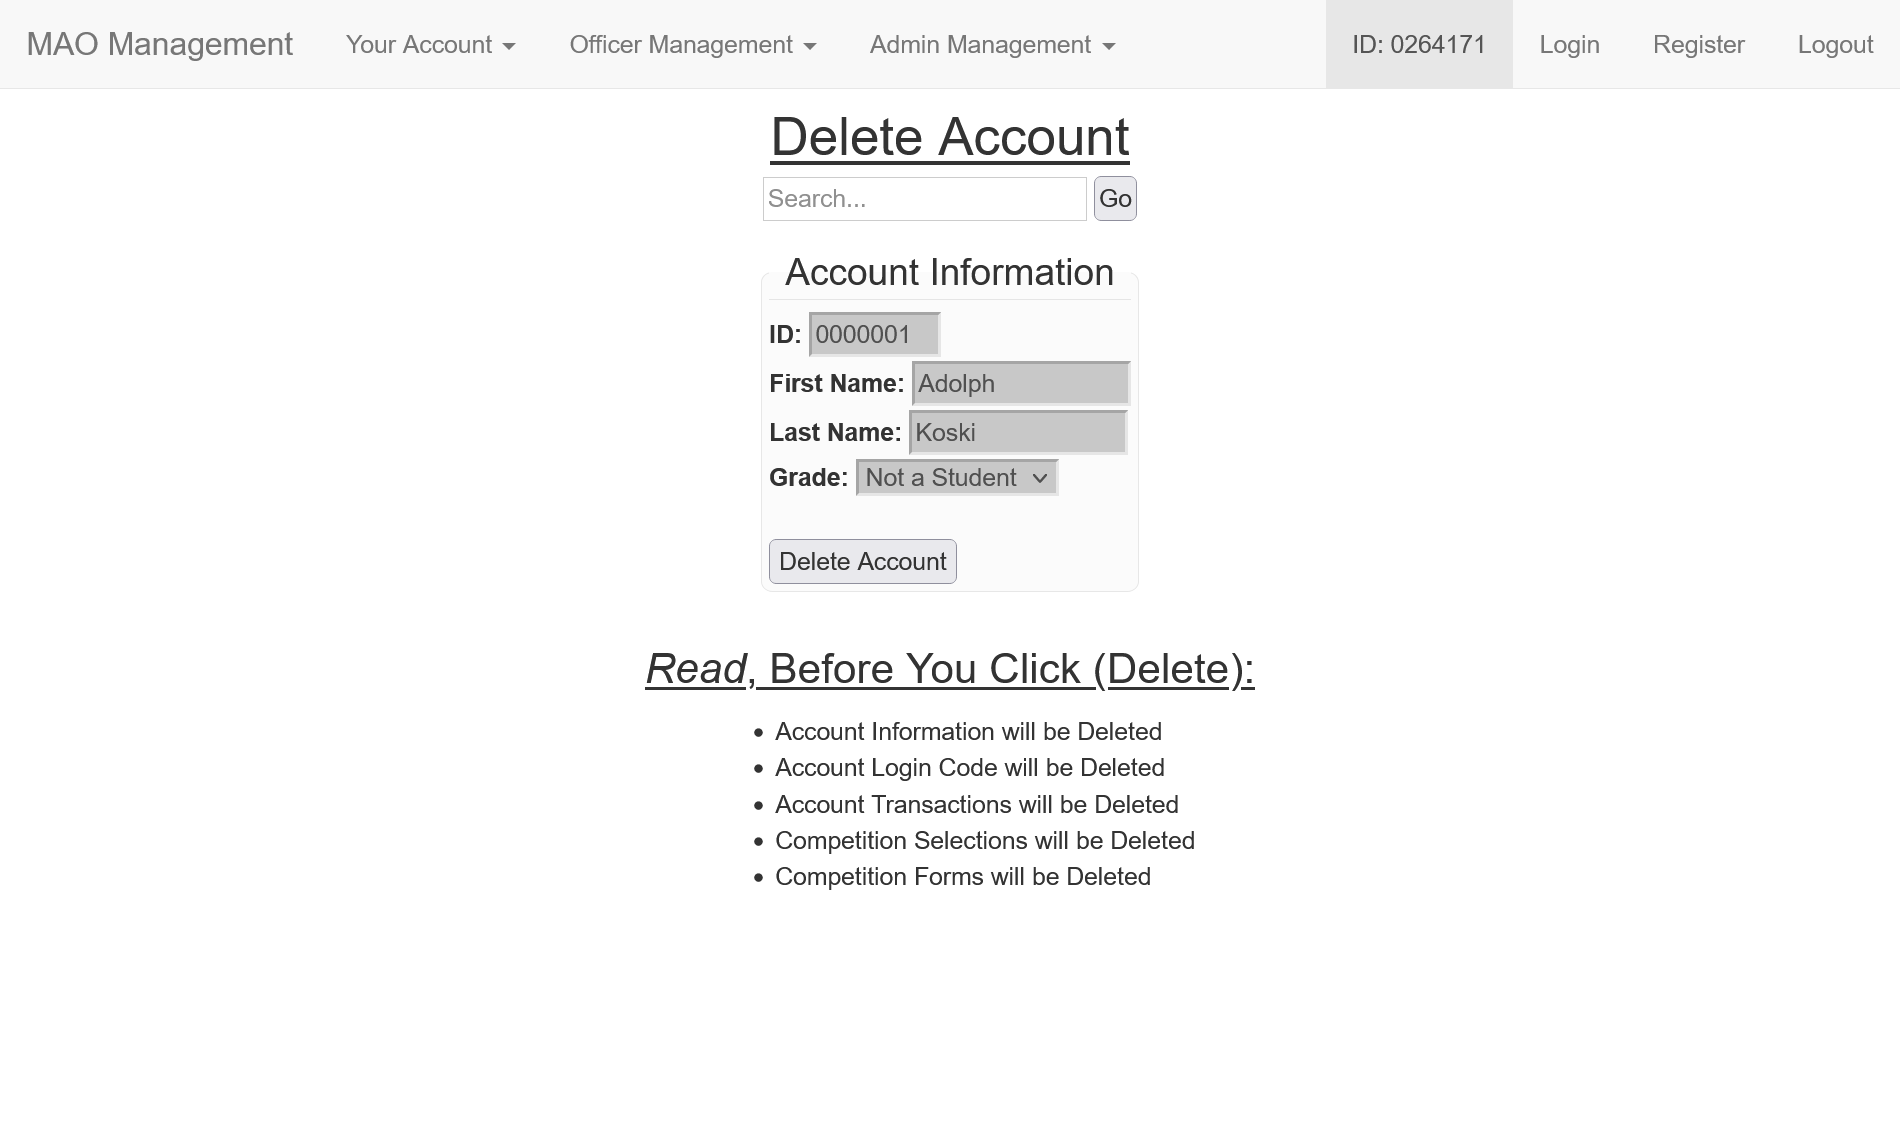 MAO Management Your Account Officer Management Admin Management ID: 0264171 Login Register Logout
Delete Account
Search... Go
Account Information
ID: 0000001
First Name: Adolph
Last Name: Koski
Grade: Not a Student
Delete Account
Read, Before You Click (Delete):
• Account Information will be Deleted
• Account Login Code will be Deleted
• Account Transactions will be Deleted
• Competition Selections will be Deleted
• Competition Forms will be Deleted